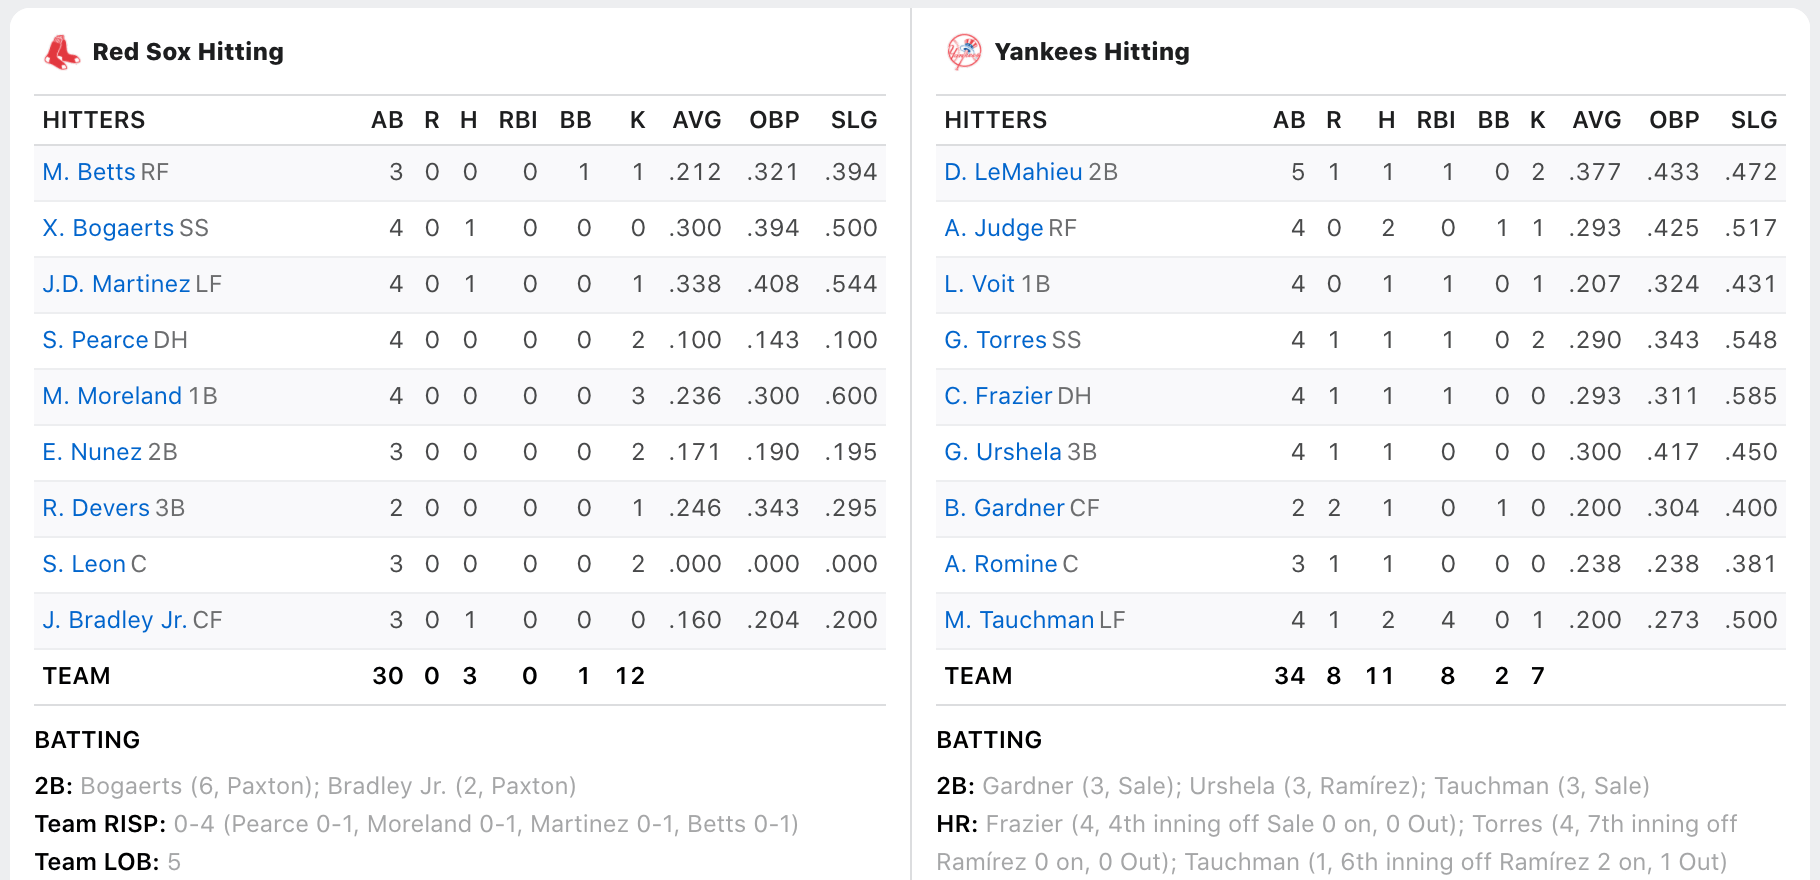 Red Sox Hitting
HITTERS AB R H RBI BB K AVG OBP SLG
M. Betts RF 3 0 0 0 1 1 .212 .321 .394
X. Bogaerts SS 4 0 1 0 0 0 .300 .394 .500
J.D. Martinez LF 4 0 1 0 0 1 .338 .408 .544
S. Pearce DH 4 0 0 0 0 2 .100 .143 .100
M. Moreland 1B 4 0 0 0 0 3 .236 .300 .600
E. Nunez 2B 3 0 0 0 0 2 .171 .190 .195
R. Devers 3B 2 0 0 0 0 1 .246 .343 .295
S. Leon C 3 0 0 0 0 2 .000 .000 .000
J. Bradley Jr. CF 3 0 1 0 0 0 .160 .204 .200
TEAM 30 0 3 0 1 12
BATTING
2B: Bogaerts (6, Paxton); Bradley Jr. (2, Paxton)
Team RISP: 0-4 (Pearce 0-1, Moreland 0-1, Martinez 0-1, Betts 0-1)
Team LOB: 5
Yankees Hitting
HITTERS AB R H RBI BB K AVG OBP SLG
D. LeMahieu 2B 5 1 1 1 0 2 .377 .433 .472
A. Judge RF 4 0 2 0 1 1 .293 .425 .517
L. Voit 1B 4 0 1 1 0 1 .207 .324 .431
G. Torres SS 4 1 1 1 0 2 .290 .343 .548
C. Frazier DH 4 1 1 1 0 0 .293 .311 .585
G. Urshela 3B 4 1 1 0 0 0 .300 .417 .450
B. Gardner CF 2 2 1 0 1 0 .200 .304 .400
A. Romine C 3 1 1 0 0 0 .238 .238 .381
M. Tauchman LF 4 1 2 4 0 1 .200 .273 .500
TEAM 34 8 11 8 2 7
BATTING
2B: Gardner (3, Sale); Urshela (3, Ramírez); Tauchman (3, Sale)
HR: Frazier (4, 4th inning off Sale 0 on, 0 Out); Torres (4, 7th inning off
Ramírez 0 on, 0 Out); Tauchman (1, 6th inning off Ramírez 2 on, 1 Out)